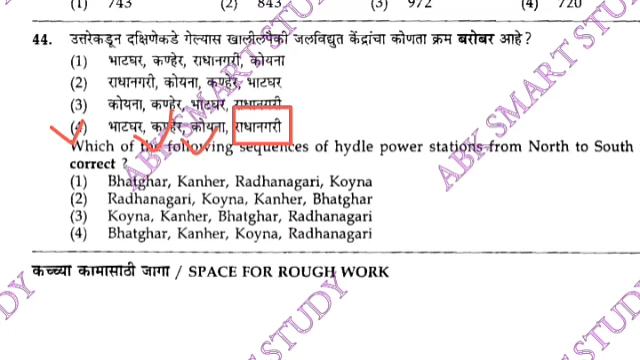 (1) 743 (2) 843 (3) 972 (4) 720
44. उत्तरेकडून दक्षिणेकडे गेल्यास खालीलपैकी जलविद्युत केंद्रांचा कोणता क्रम बरोबर आहे?
(1) भाटघर, कण्हेर, राधानगरी, कोयना
(2) राधानगरी, कोयना, कण्हेर, भाटघर
(3) कोयना, कण्हेर, भाटघर, राधानगरी
(4) भाटघर, कण्हेर, कोयना, राधानगरी
Which of the following sequences of hydle power stations from North to South
correct ?
(1) Bhatghar, Kanher, Radhanagari, Koyna
(2) Radhanagari, Koyna, Kanher, Bhatghar
(3) Koyna, Kanher, Bhatghar, Radhanagari
(4) Bhatghar, Kanher, Koyna, Radhanagari
कच्च्या कामासाठी जागा / SPACE FOR ROUGH WORK
ABK SMART STUDY
ABK SMART STUDY